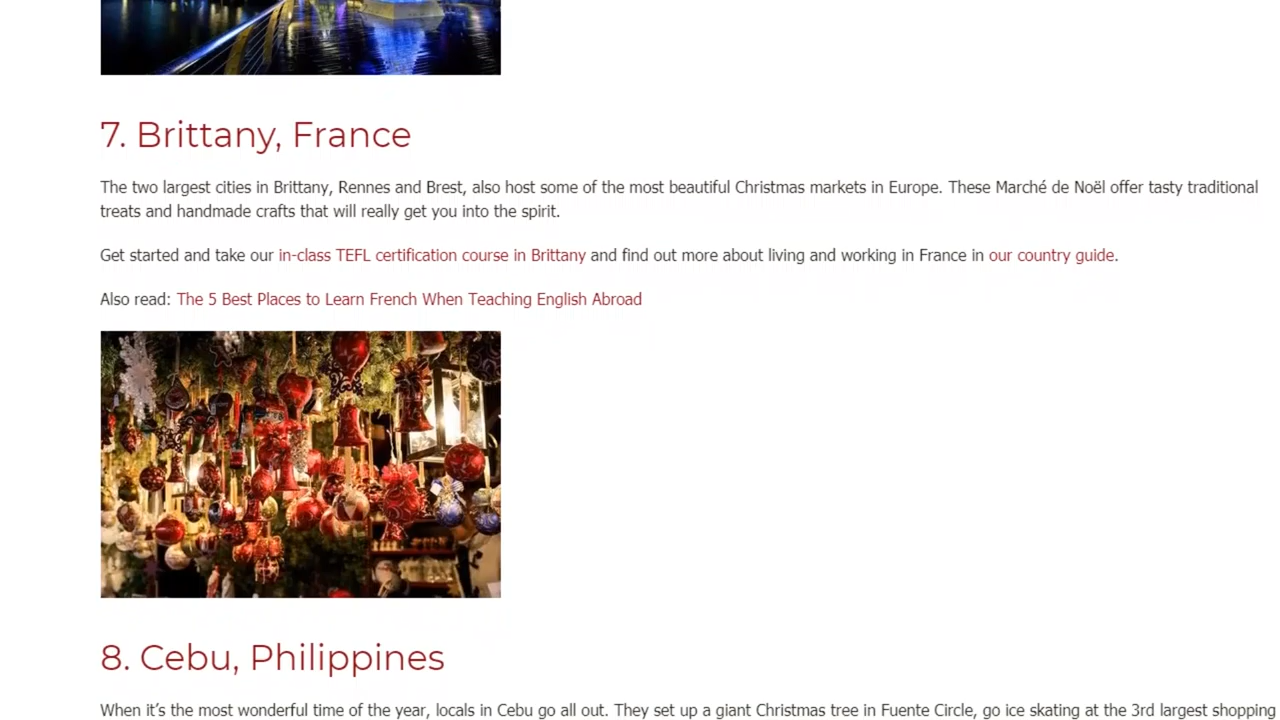 7. Brittany, France
The two largest cities in Brittany, Rennes and Brest, also host some of the most beautiful Christmas markets in Europe. These Marché de Noël offer tasty traditional
treats and handmade crafts that will really get you into the spirit.
Get started and take our in-class TEFL certification course in Brittany and find out more about living and working in France in our country guide.
Also read: The 5 Best Places to Learn French When Teaching English Abroad
8. Cebu, Philippines
When it’s the most wonderful time of the year, locals in Cebu go all out. They set up a giant Christmas tree in Fuente Circle, go ice skating at the 3rd largest shopping